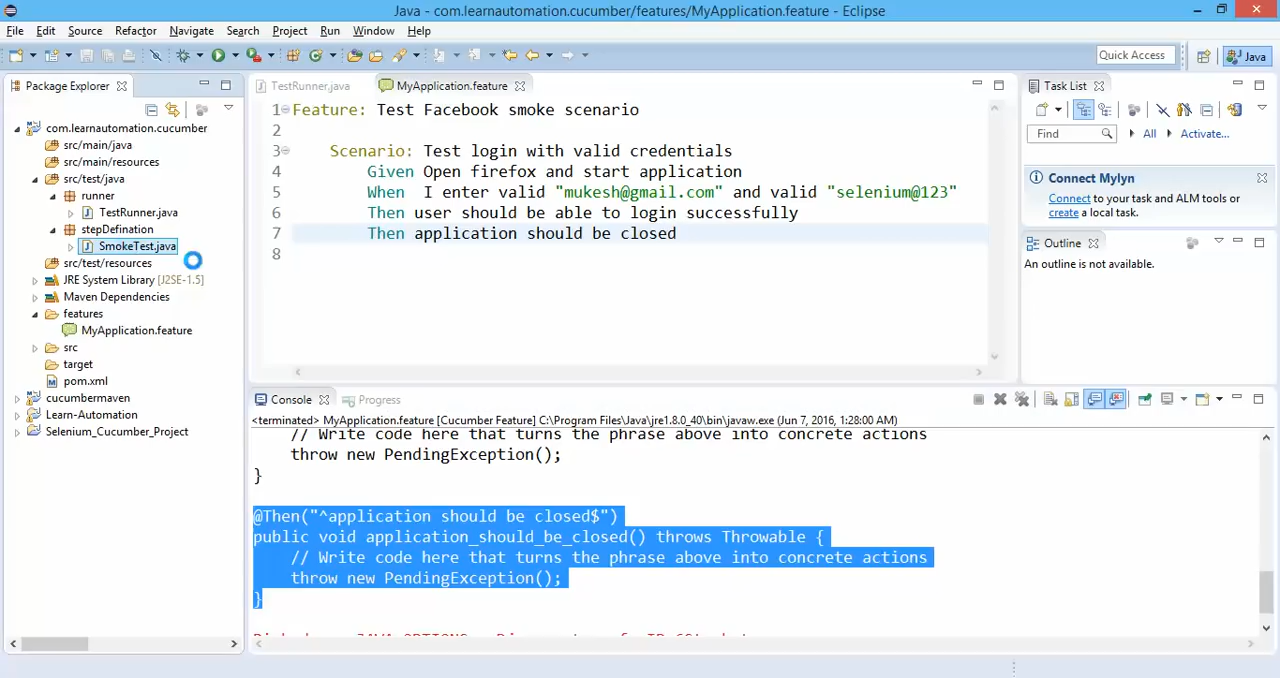 Java - com.learnautomation.cucumber/features/MyApplication.feature - Eclipse
File Edit Source Refactor Navigate Search Project Run Window Help
Quick Access
Java
Package Explorer
TestRunner.java
MyApplication.feature
Task List
com.learnautomation.cucumber
src/main/java
src/main/resources
src/test/java
runner
TestRunner.java
stepDefination
SmokeTest.java
src/test/resources
JRE System Library [J2SE-1.5]
Maven Dependencies
features
MyApplication.feature
src
target
pom.xml
cucumbermaven
Learn-Automation
Selenium_Cucumber_Project
1 Feature: Test Facebook smoke scenario
2
3 Scenario: Test login with valid credentials
4 Given Open firefox and start application
5 When I enter valid "mukesh@gmail.com" and valid "selenium@123"
6 Then user should be able to login successfully
7 Then application should be closed
8
Find
All
Activate...
Connect Mylyn
Connect to your task and ALM tools or
create a local task.
Outline
An outline is not available.
Console
Progress
<terminated> MyApplication.feature [Cucumber Feature] C:\Program Files\Java\jre1.8.0_40\bin\javaw.exe (Jun 7, 2016, 1:28:00 AM)
// Write code here that turns the phrase above into concrete actions
throw new PendingException();
}
@Then("^application should be closed$")
public void application_should_be_closed() throws Throwable {
// Write code here that turns the phrase above into concrete actions
throw new PendingException();
}